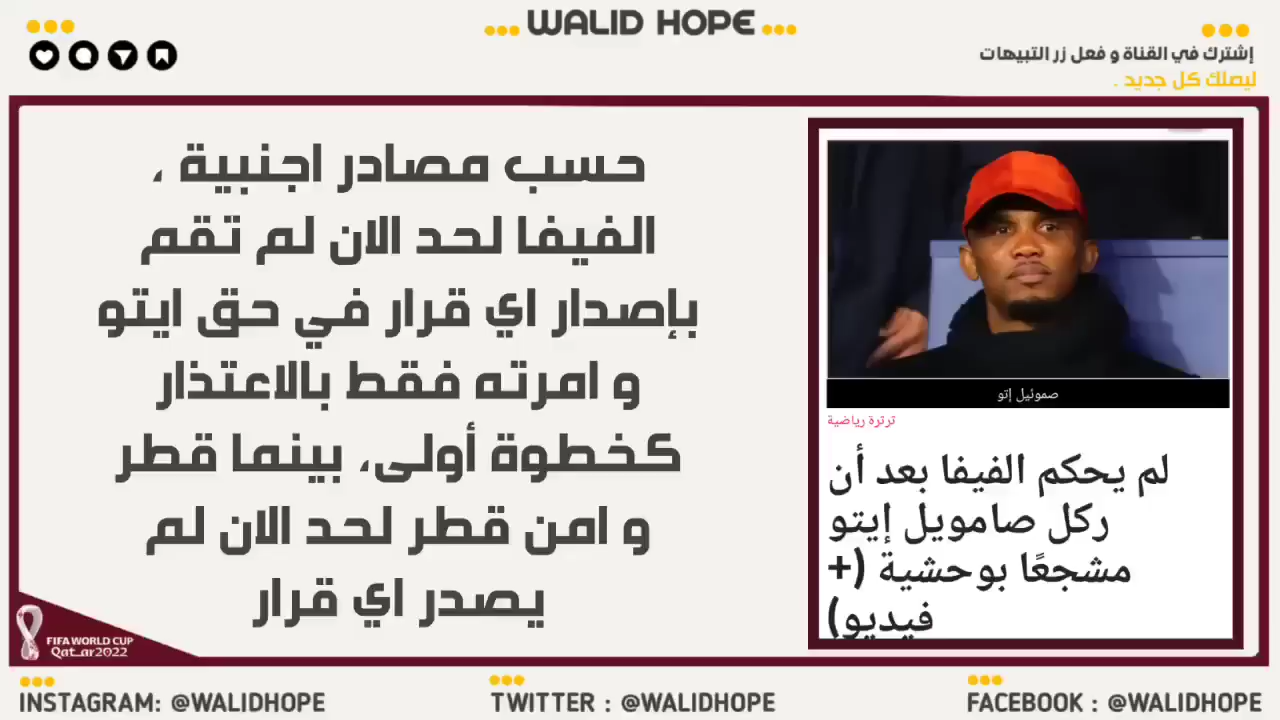 WALID HOPE
إشترك في القناة و فعل زر التبيهات
ليصلك كل جديد .
حسب مصادر اجنبية ،
الفيفا لحد الان لم تقم
بإصدار اي قرار في حق ايتو
و امرته فقط بالاعتذار
كخطوة أولى، بينما قطر
و امن قطر لحد الان لم
يصدر اي قرار
صموئيل إتو
ترترة رياضية
لم يحكم الفيفا بعد أن
ركل صامويل إيتو
مشجعًا بوحشية (+
فيديو)
FIFA WORLD CUP
Qat_ar2022
INSTAGRAM: @WALIDHOPE
TWITTER : @WALIDHOPE
FACEBOOK : @WALIDHOPE